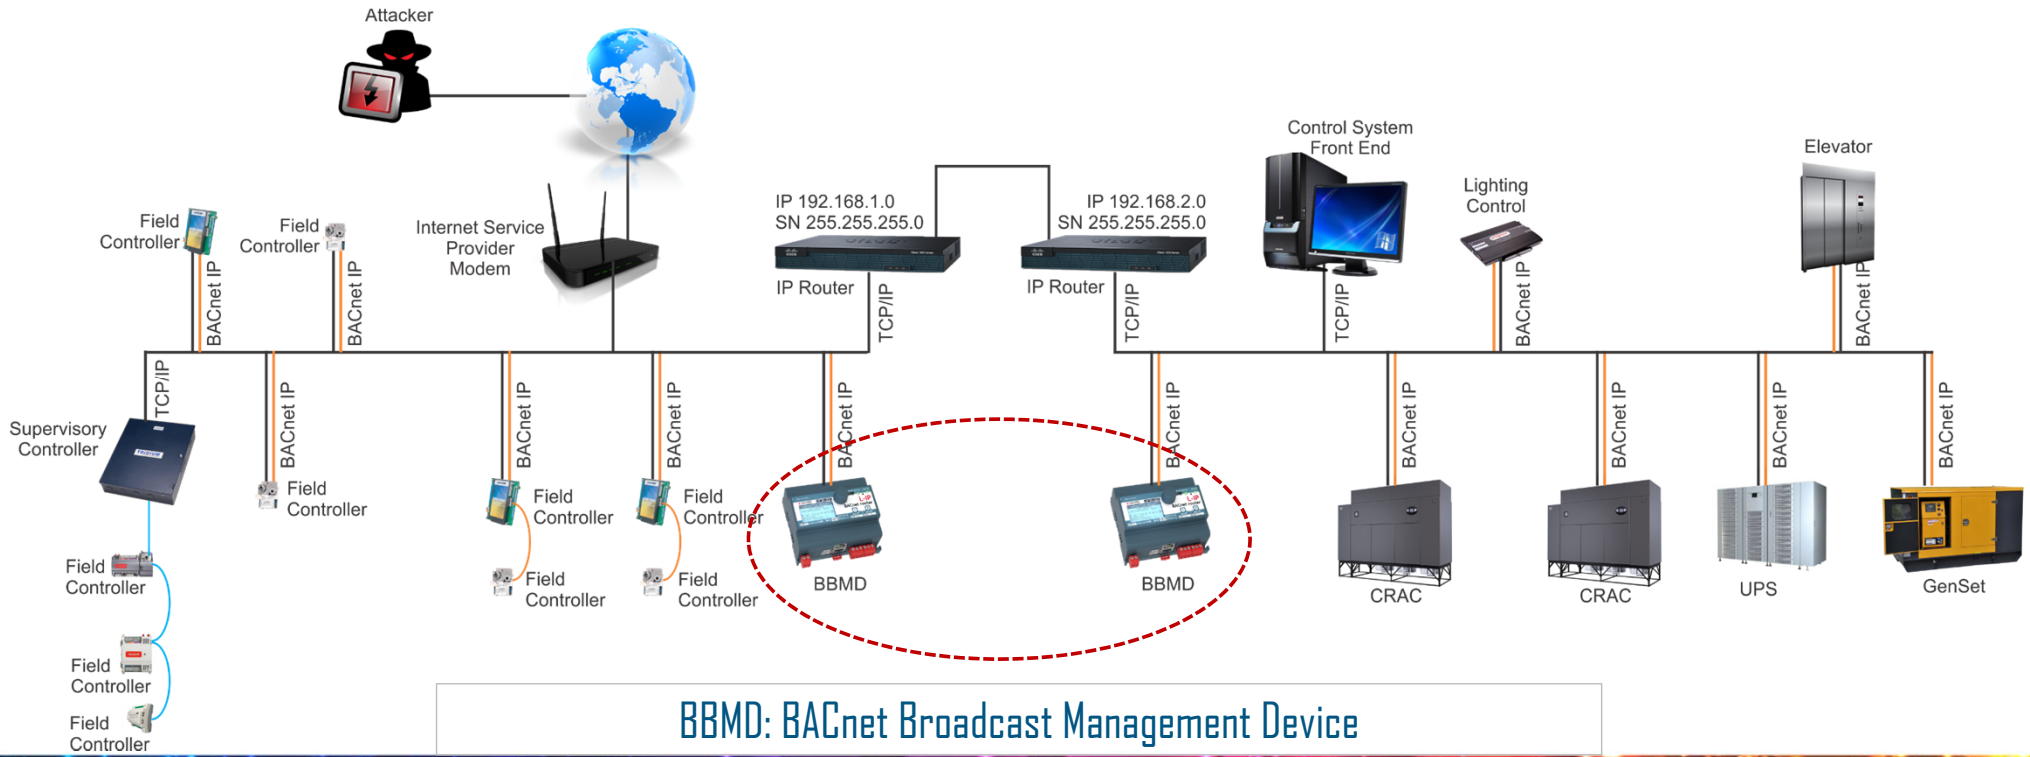 Attacker
Control System
Front End
Elevator
Lighting
Control
IP 192.168.1.0
SN 255.255.255.0
IP 192.168.2.0
SN 255.255.255.0
Field
Controller
Field
Controller
Internet Service
Provider
Modem
IP Router
IP Router
BACnet IP
BACnet IP
TCP/IP
TCP/IP
TCP/IP
BACnet IP
BACnet IP
TCP/IP
BACnet IP
BACnet IP
BACnet IP
BACnet IP
BACnet IP
BACnet IP
BACnet IP
BACnet IP
BACnet IP
Supervisory
Controller
Field
Controller
Field
Controller
Field
Controller
L-IP
L-IP
Field
Controller
Field
Controller
Field
Controller
BBMD
BBMD
CRAC
CRAC
UPS
GenSet
Field
Controller
Field
Controller
BBMD: BACnet Broadcast Management Device